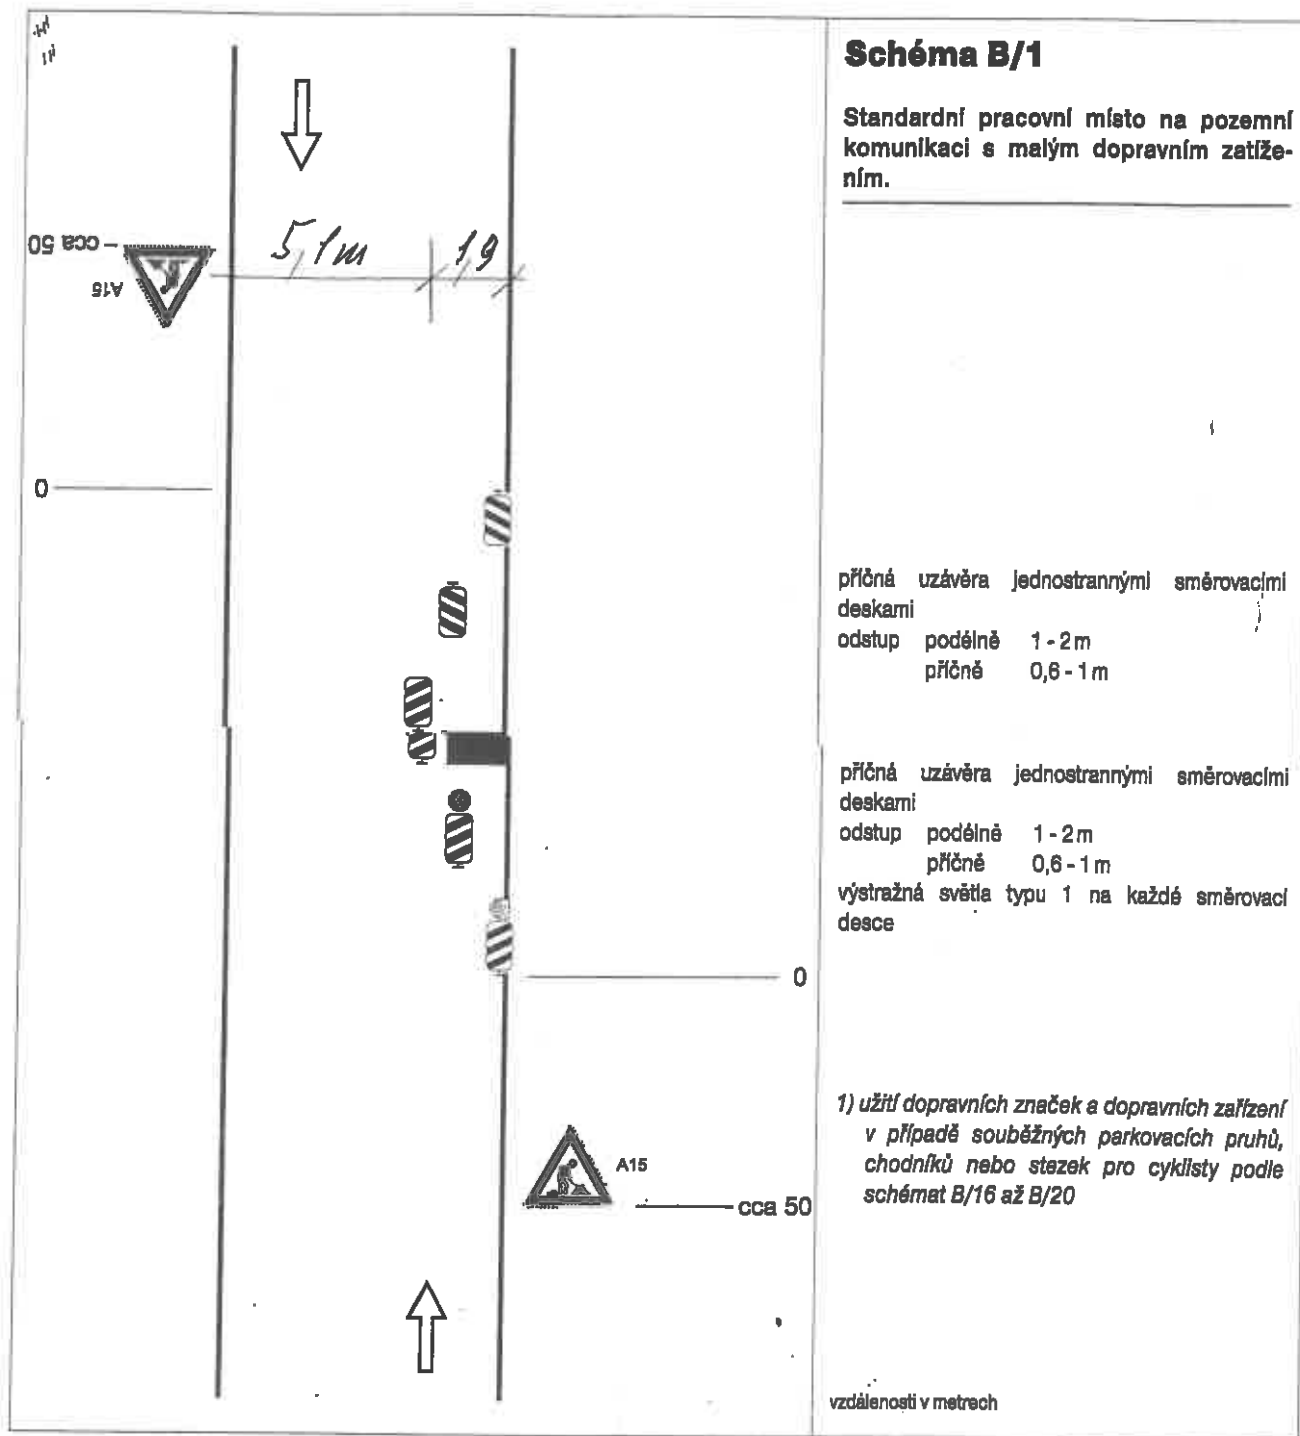 Schéma B/1
Standardní pracovní místo na pozemní
komunikaci s malým dopravním zatíže-
ním.
cca 50
A15
5,1m
1,9
0
příčná uzávěra jednostrannými směrovacími
deskami
odstup podélně 1 - 2 m
příčně 0,6 - 1 m
příčná uzávěra jednostrannými směrovacími
deskami
odstup podélně 1 - 2 m
příčně 0,6 - 1 m
výstražná světla typu 1 na každé směrovací
desce
0
1) užití dopravních značek a dopravních zařízení
v případě souběžných parkovacích pruhů,
chodníků nebo stezek pro cyklisty podle
schémat B/16 až B/20
A15
cca 50
vzdálenosti v metrech